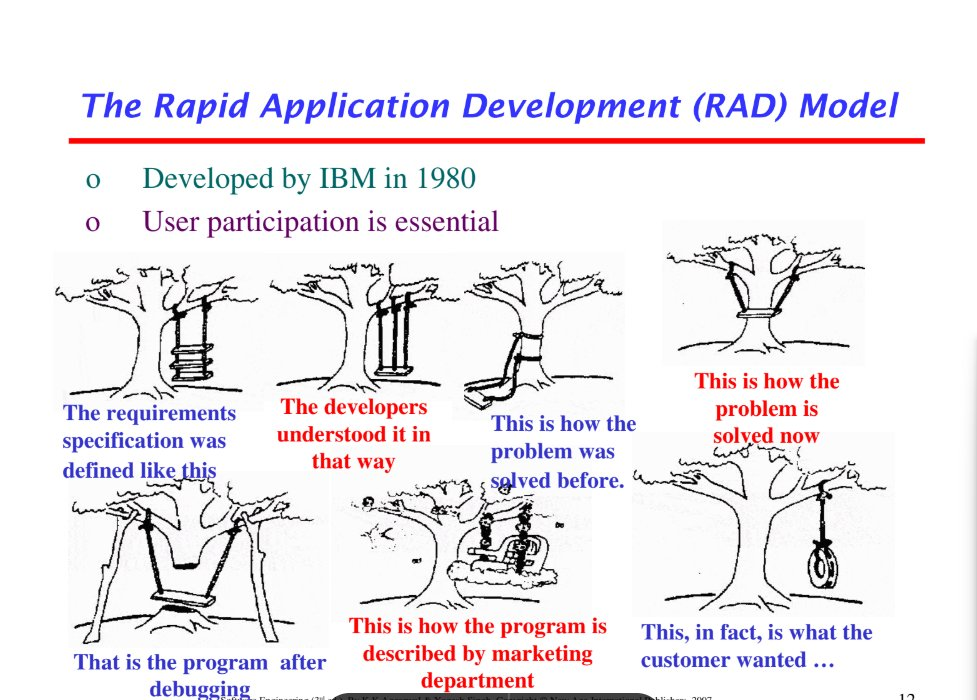 The Rapid Application Development (RAD) Model
o Developed by IBM in 1980
o User participation is essential
The requirements
specification was
defined like this
The developers
understood it in
that way
This is how the
problem was
solved before.
This is how the
problem is
solved now
That is the program after
debugging
This is how the program is
described by marketing
department
This, in fact, is what the
customer wanted …
12